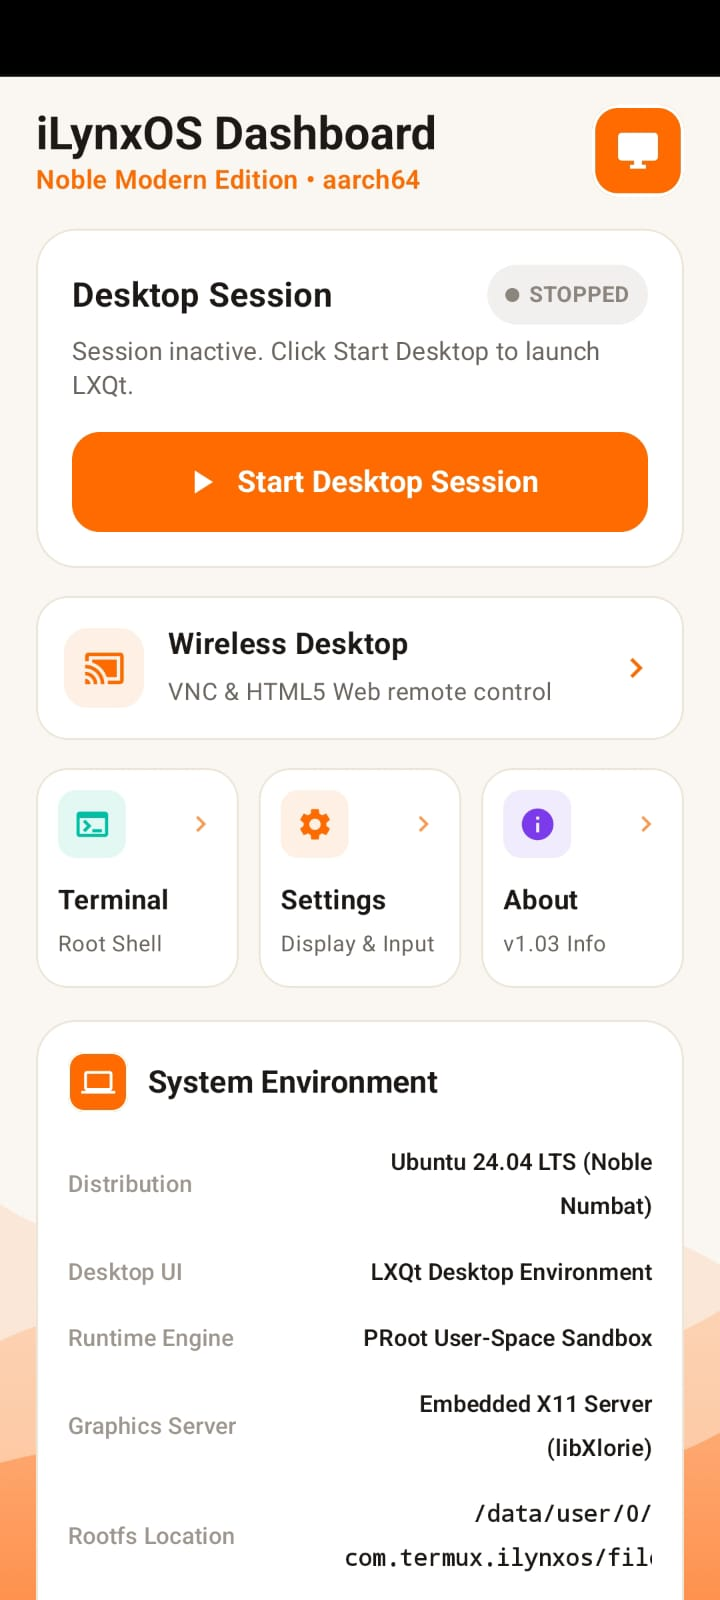 iLynxOS Dashboard
Noble Modern Edition • aarch64
Desktop Session
STOPPED
Session inactive. Click Start Desktop to launch
LXQt.
Start Desktop Session
Wireless Desktop
VNC & HTML5 Web remote control
Terminal
Root Shell
Settings
Display & Input
About
v1.03 Info
System Environment
Distribution
Ubuntu 24.04 LTS (Noble
Numbat)
Desktop UI
LXQt Desktop Environment
Runtime Engine
PRoot User-Space Sandbox
Graphics Server
Embedded X11 Server
(libXlorie)
Rootfs Location
/data/user/0/
com.termux.ilynxos/fil